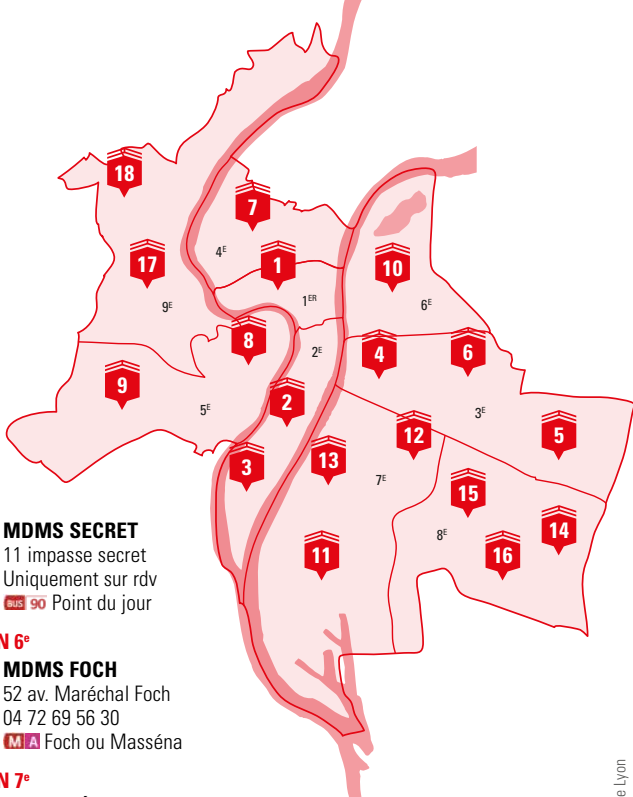 18
7
17
4E
1
10
9E
1ER
6E
8
2E
4
6
9
5E
2
3E
12
5
3
13
7E
15
14
8E
11
16
MDMS SECRET
11 impasse secret
Uniquement sur rdv
BUS 90 Point du jour
N 6e
MDMS FOCH
52 av. Maréchal Foch
04 72 69 56 30
M A Foch ou Masséna
N 7e
e Lyon